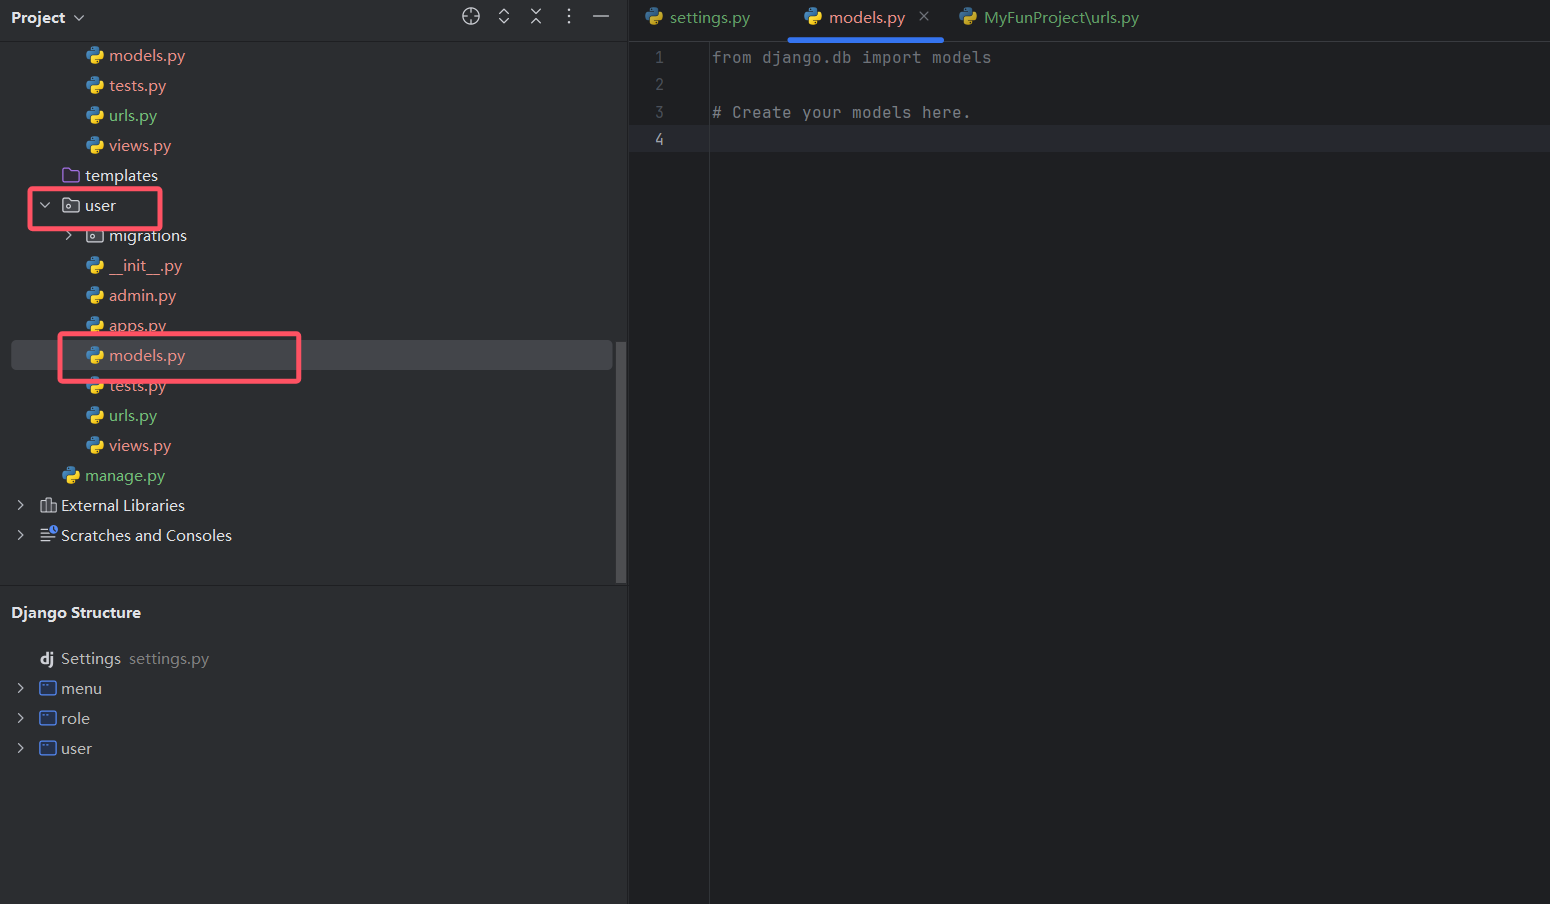 Project
models.py
tests.py
urls.py
views.py
templates
user
migrations
__init__.py
admin.py
apps.py
models.py
tests.py
urls.py
views.py
manage.py
External Libraries
Scratches and Consoles
Django Structure
dj Settings settings.py
menu
role
user
settings.py models.py MyFunProject\urls.py
1 from django.db import models
2
3 # Create your models here.
4